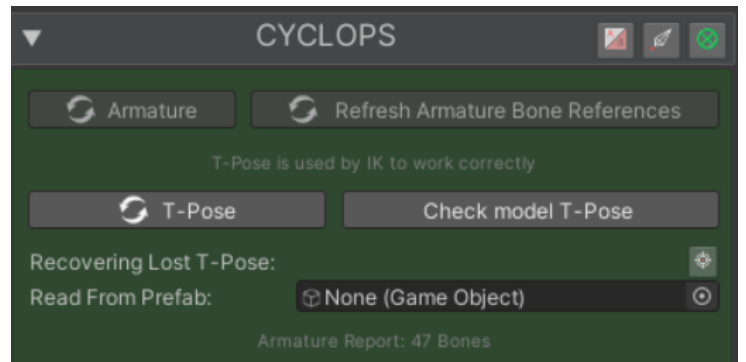 CYCLOPS
Armature Refresh Armature Bone References
T-Pose is used by IK to work correctly
T-Pose Check model T-Pose
Recovering Lost T-Pose:
Read From Prefab: None (Game Object)
Armature Report: 47 Bones